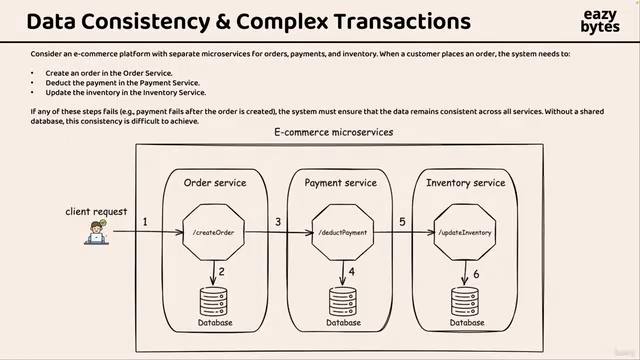 Data Consistency & Complex Transactions
eazy
bytes
Consider an e-commerce platform with separate microservices for orders, payments, and inventory. When a customer places an order, the system needs to:
• Create an order in the Order Service.
• Deduct the payment in the Payment Service.
• Update the inventory in the Inventory Service.
If any of these steps fails (e.g., payment fails after the order is created), the system must ensure that the data remains consistent across all services. Without a shared
database, this consistency is difficult to achieve.
E-commerce microservices
Order service
Payment service
Inventory service
client request
1
/createOrder
3
/deductPayment
5
/updateInventory
2
4
6
Database
Database
Database